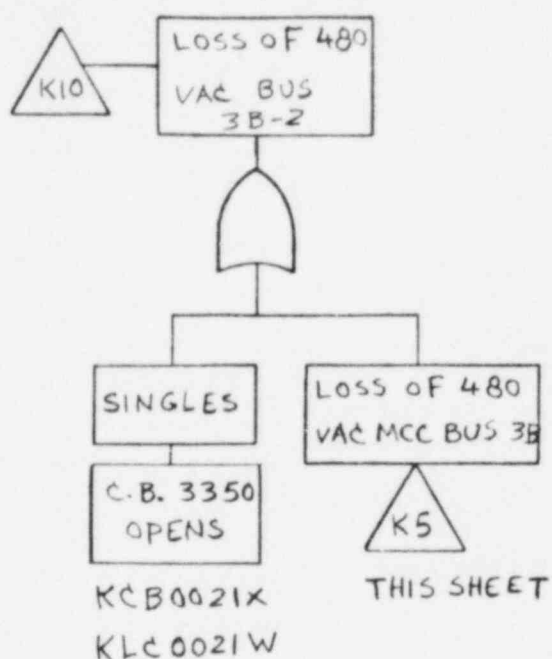 K10
LOSS OF 480
VAC BUS
3B-2
SINGLES
C.B. 3350
OPENS
KCB0021X
KLC0021W
LOSS OF 480
VAC MCC BUS 3B
K5
THIS SHEET